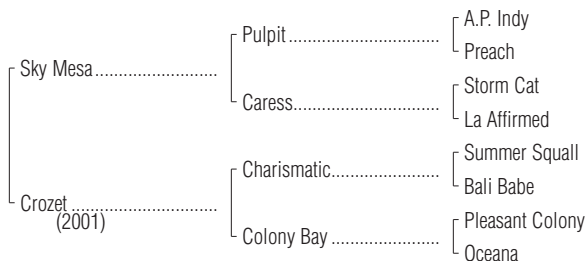 A.P. Indy
Pulpit
Preach
Sky Mesa
Storm Cat
Caress
La Affirmed
Summer Squall
Charismatic
Bali Babe
Crozet
(2001)
Pleasant Colony
Colony Bay
Oceana